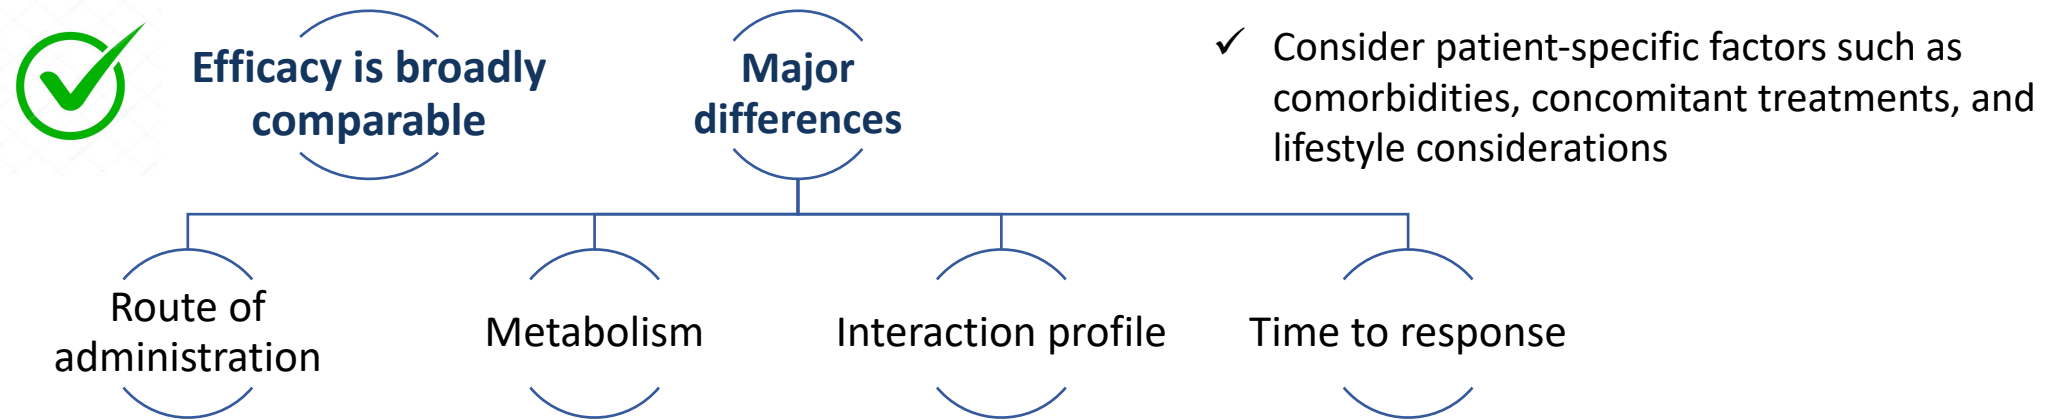 Efficacy is broadly
comparable
Major
differences
✓ Consider patient-specific factors such as
comorbidities, concomitant treatments, and
lifestyle considerations
Route of
administration
Metabolism
Interaction profile
Time to response